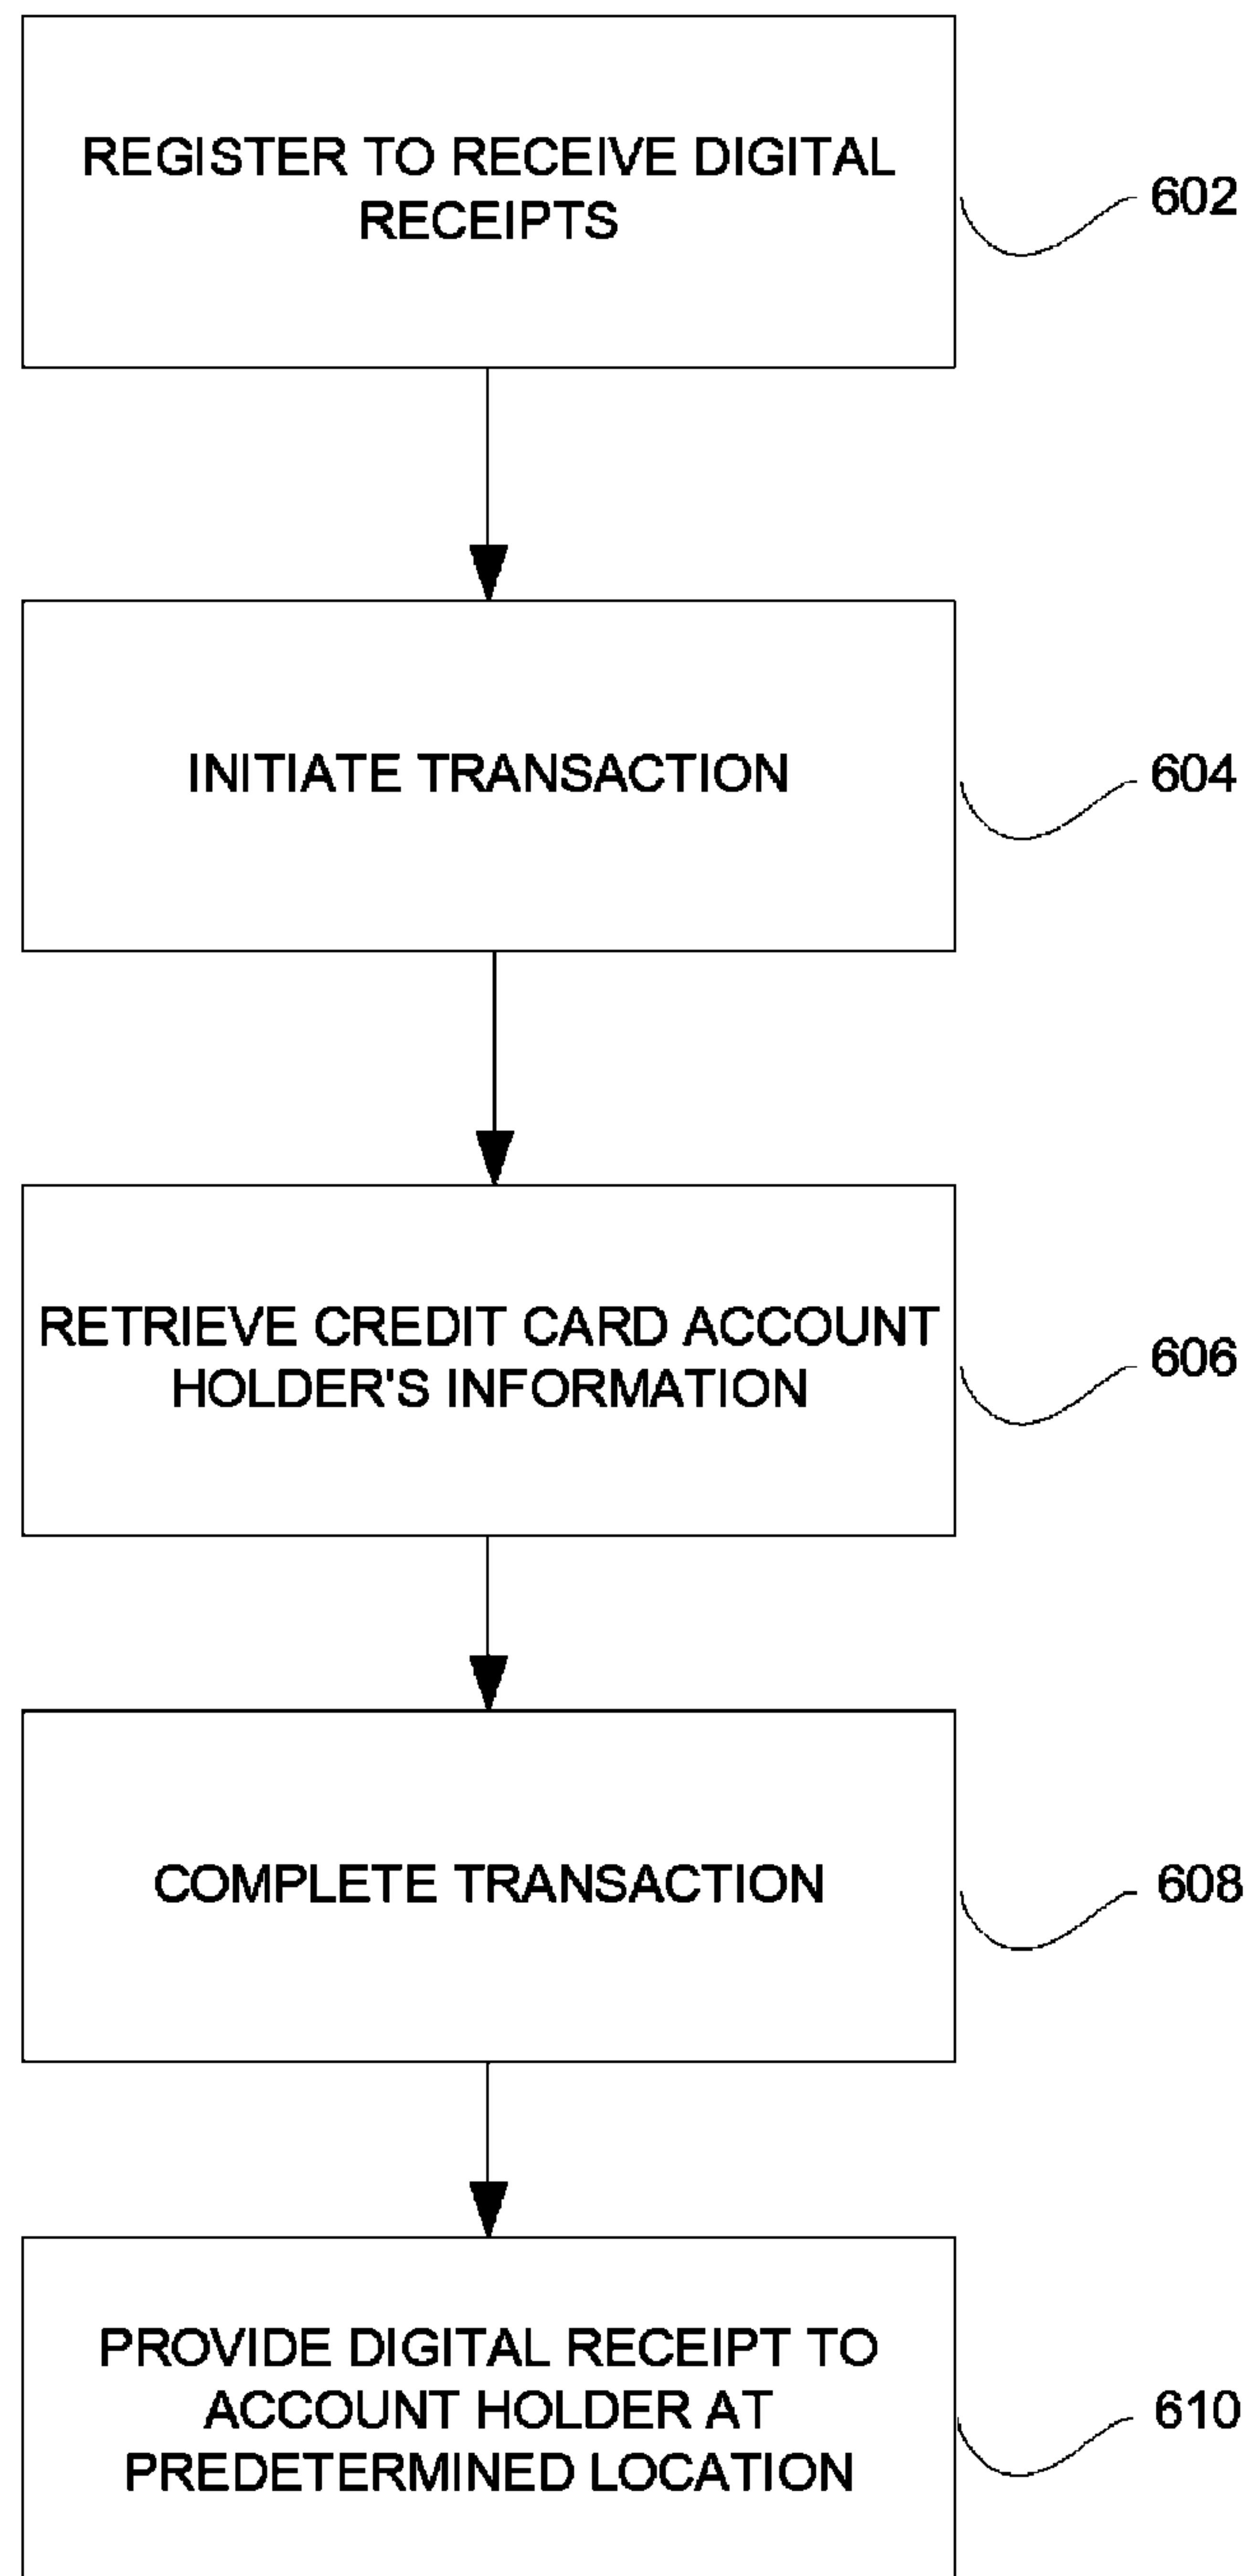 REGISTER TO RECEIVE DIGITAL
RECEIPTS
602
INITIATE TRANSACTION
604
RETRIEVE CREDIT CARD ACCOUNT
HOLDER'S INFORMATION
606
COMPLETE TRANSACTION
608
PROVIDE DIGITAL RECEIPT TO
ACCOUNT HOLDER AT
PREDETERMINED LOCATION
610